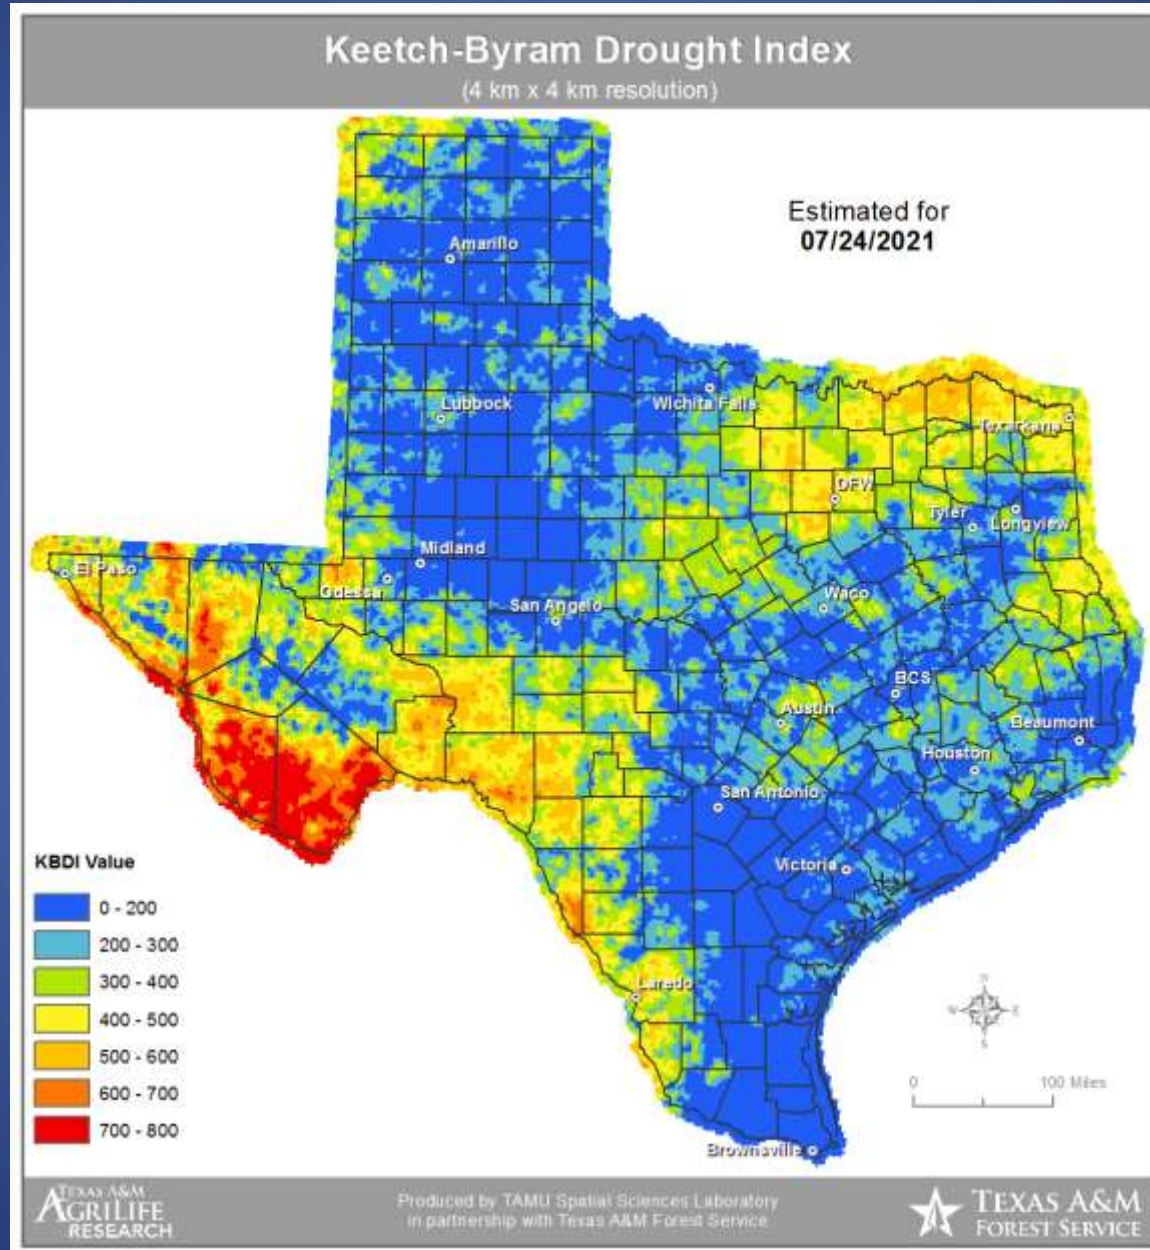 Keetch-Byram Drought Index
(4 km x 4 km resolution)
Estimated for
07/24/2021
Amarillo
Lubbock
Wichita Falls
Texarkana
DFW
Tyler
Longview
Midland
El Paso
Odessa
San Angelo
Waco
BCS
Austin
Beaumont
Houston
San Antonio
Victoria
Laredo
Brownsville
KBDI Value
0 - 200
200 - 300
300 - 400
400 - 500
500 - 600
600 - 700
700 - 800
N
W E
S
0 100 Miles
TEXAS A&M
AGRILIFE
RESEARCH
Produced by TAMU Spatial Sciences Laboratory
in partnership with Texas A&M Forest Service
TEXAS A&M
FOREST SERVICE